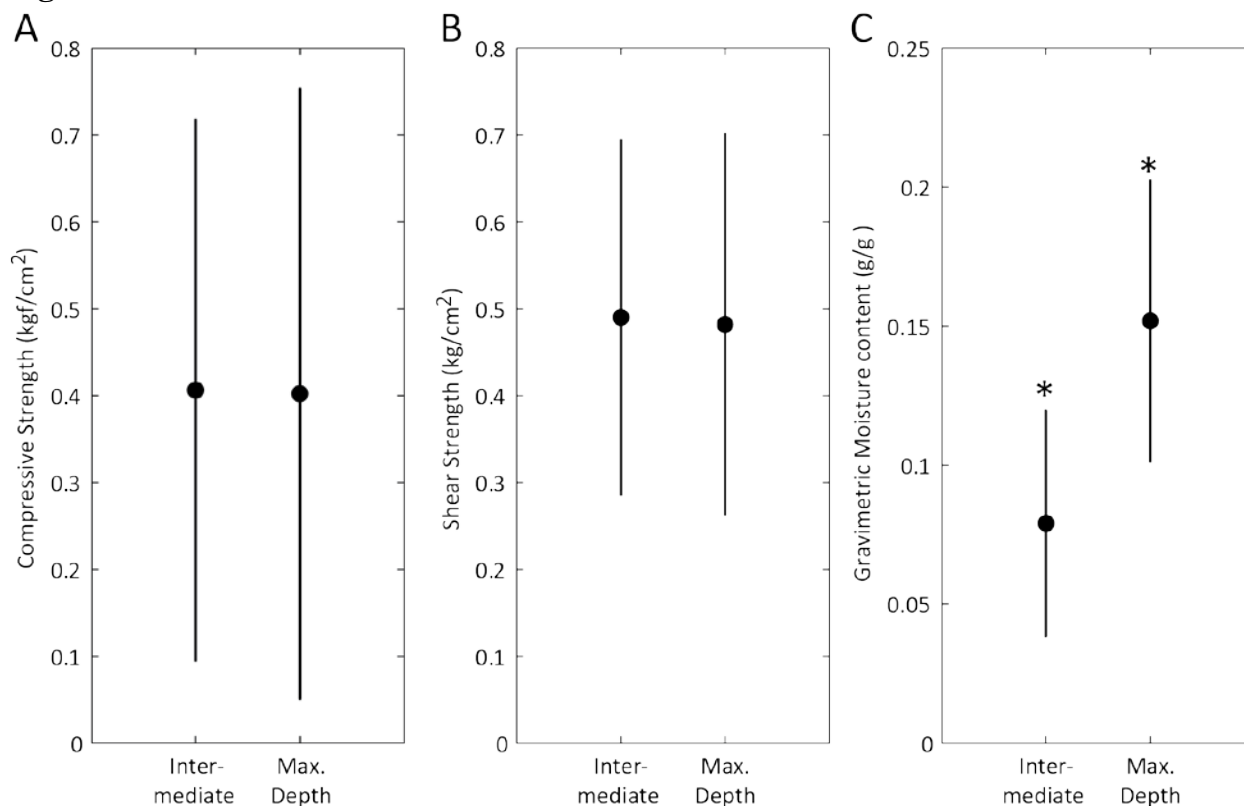 A
B
C
Compressive Strength (kgf/cm²)
0.8
0.7
0.6
0.5
0.4
0.3
0.2
0.1
0
Inter-
mediate
Max.
Depth
Shear Strength (kg/cm²)
0.8
0.7
0.6
0.5
0.4
0.3
0.2
0.1
0
Inter-
mediate
Max.
Depth
Gravimetric Moisture content (g/g )
0.25
0.2
0.15
0.1
0.05
0
*
*
Inter-
mediate
Max.
Depth